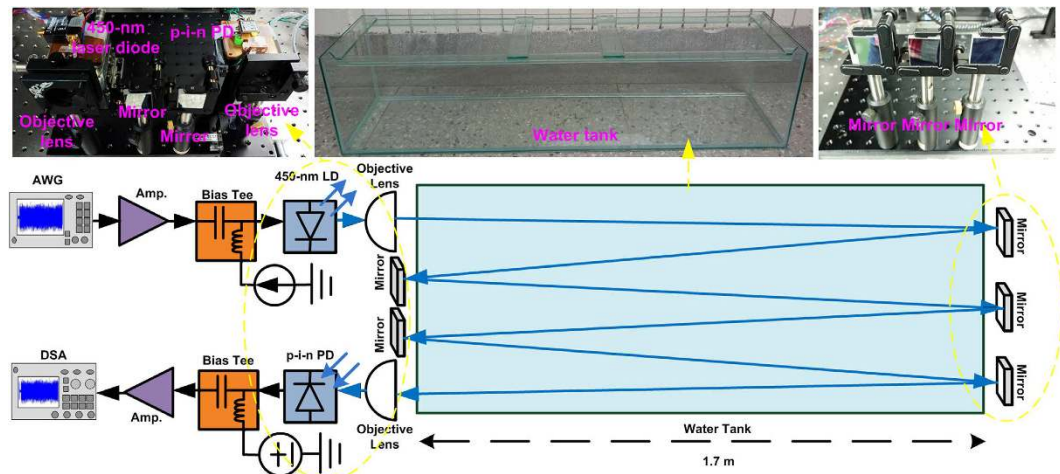 450-nm
laser diode
p-i-n PD
Objective
lens
Mirror
Mirror
Objective
lens
Water tank
Mirror Mirror Mirror
AWG
Amp.
Bias Tee
450-nm LD
Objective
Lens
Mirror
Mirror
Mirror
Mirror
Mirror
DSA
Amp.
Bias Tee
p-i-n PD
Objective
Lens
Water Tank
1.7 m